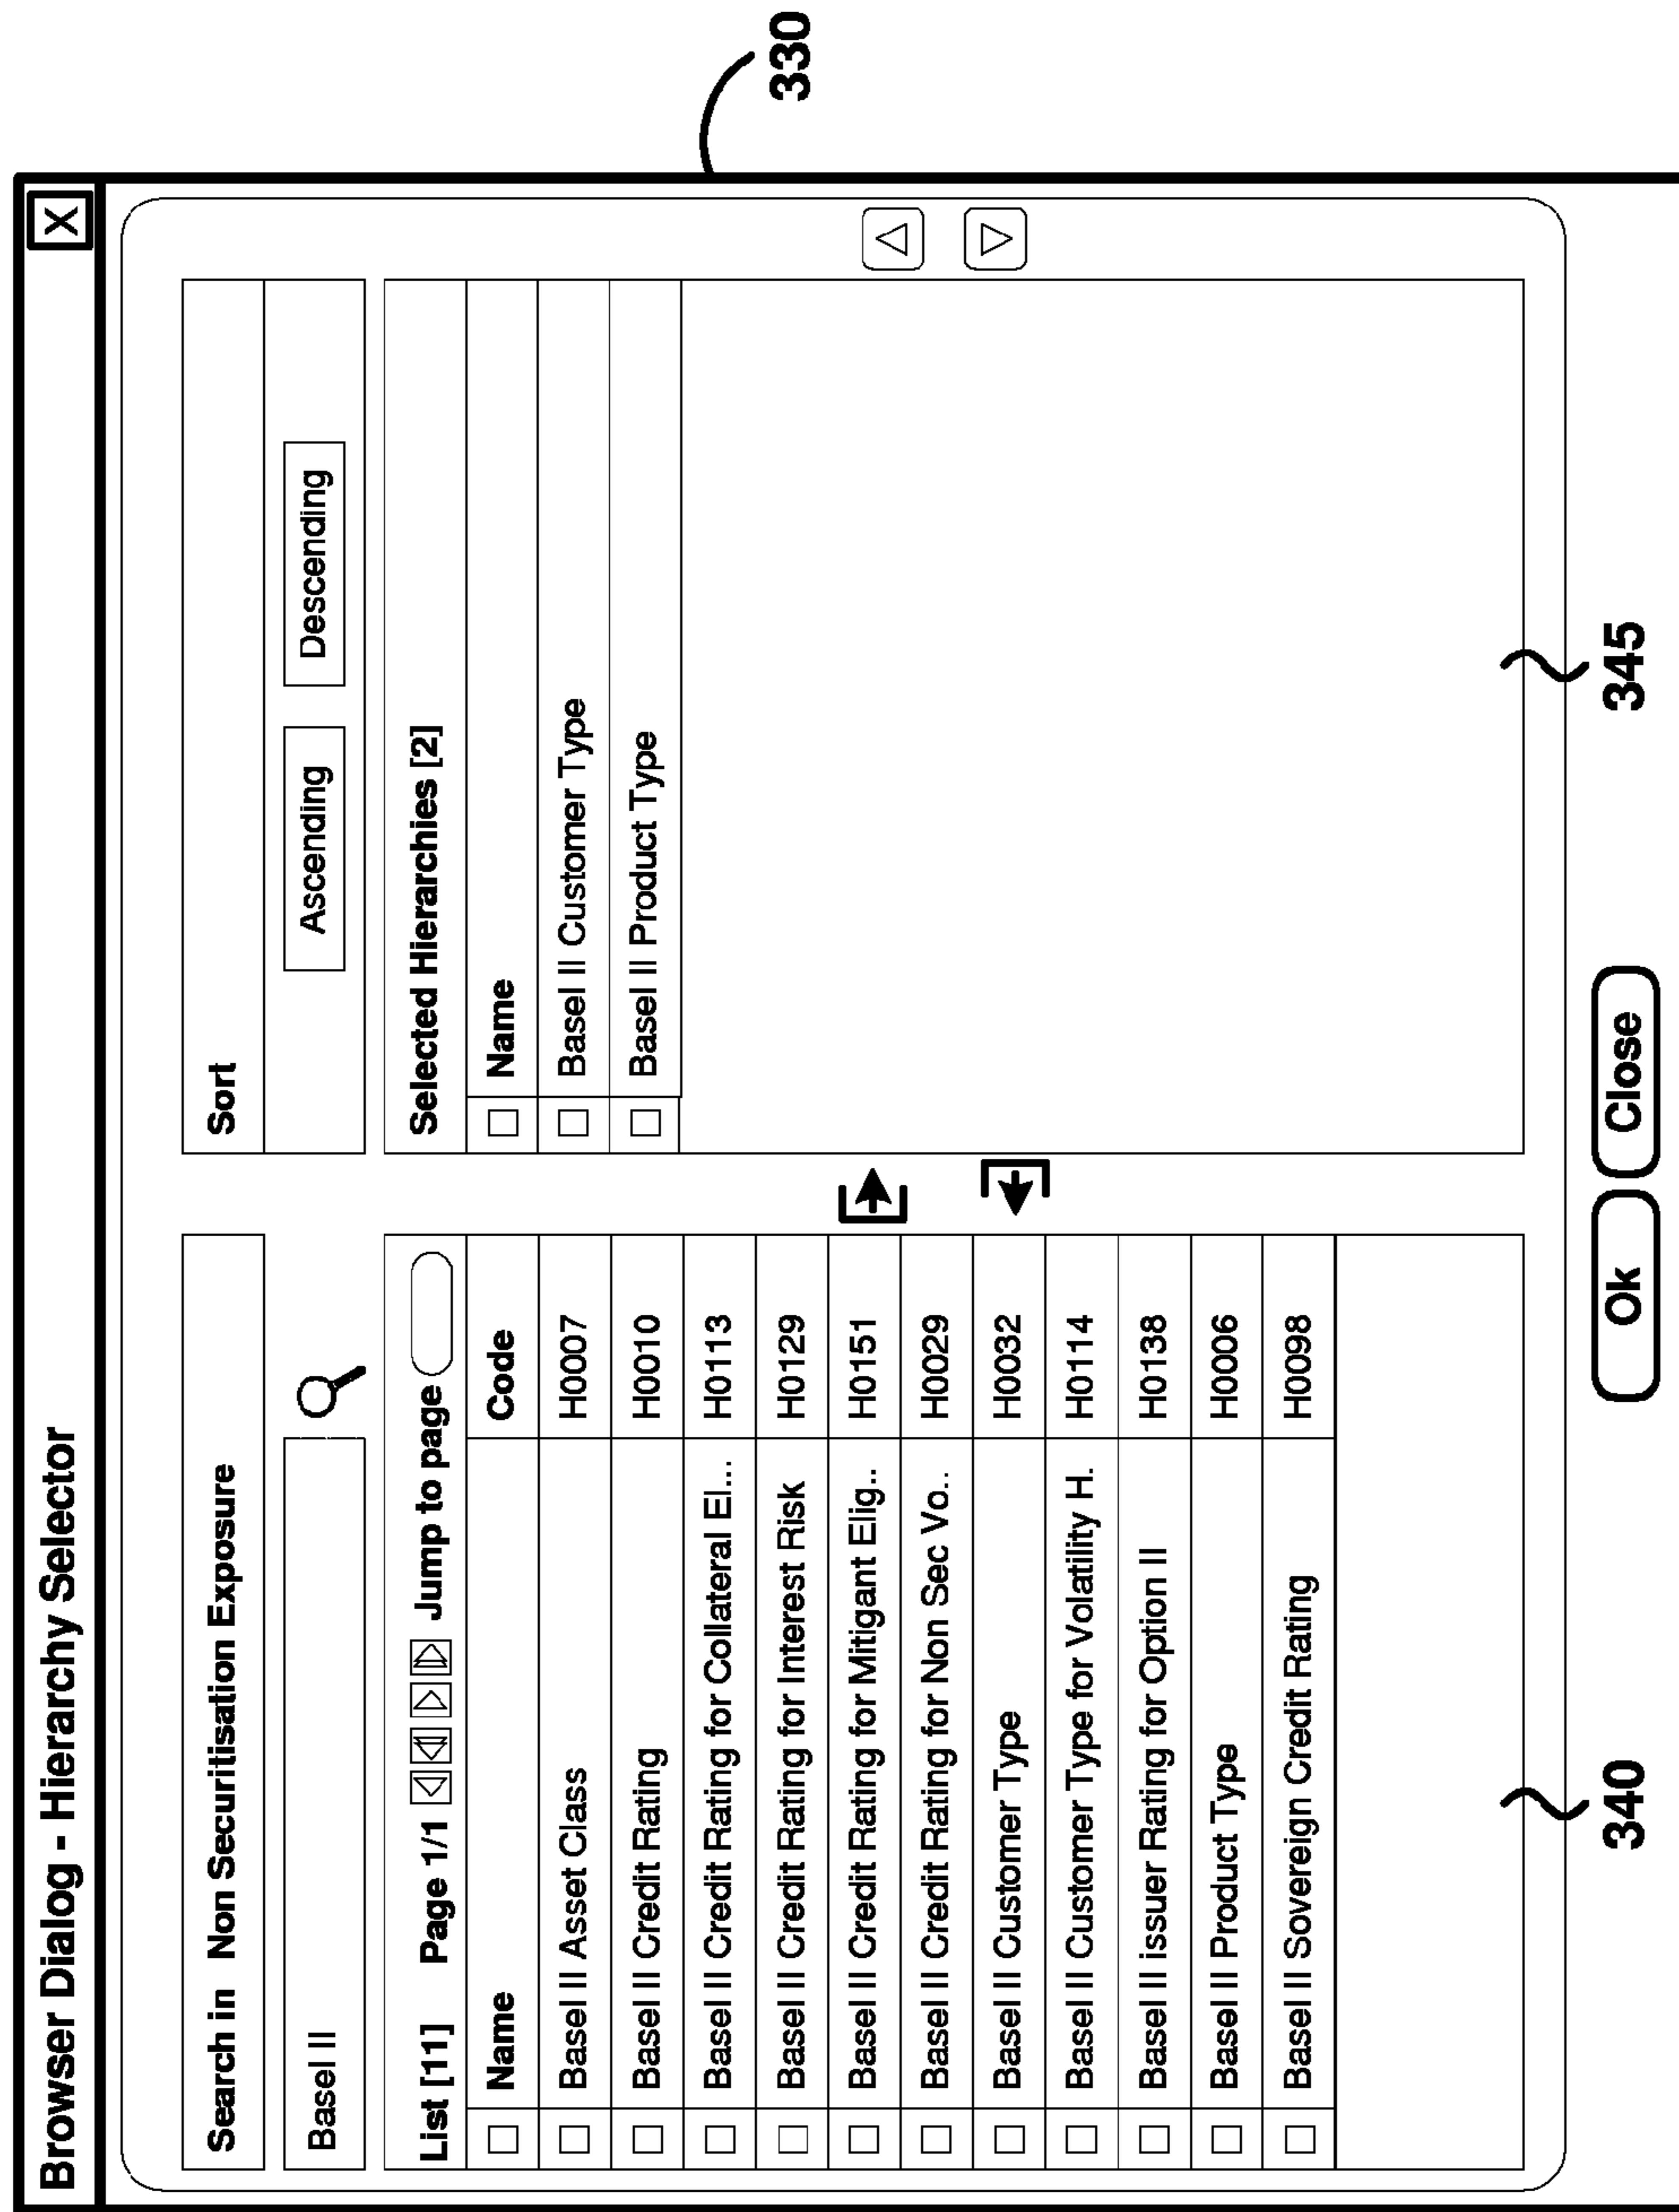 Browser Dialog - Hierarchy Selector X
Search in Non Securitisation Exposure
Basel II
List [11] Page 1/1 Jump to page
Name Code
Basel II Asset Class H0007
Basel II Credit Rating H0010
Basel II Credit Rating for Collateral El... H0113
Basel II Credit Rating for Interest Risk H0129
Basel II Credit Rating for Mitigant Elig.. H0151
Basel II Credit Rating for Non Sec Vo.. H0029
Basel II Customer Type H0032
Basel II Customer Type for Volatility H. H0114
Basel II issuer Rating for Option II H0138
Basel II Product Type H0006
Basel II Sovereign Credit Rating H0098
Sort
Ascending Descending
Selected Hierarchies [2]
Name
Basel II Customer Type
Basel II Product Type
Ok Close
340
345
330